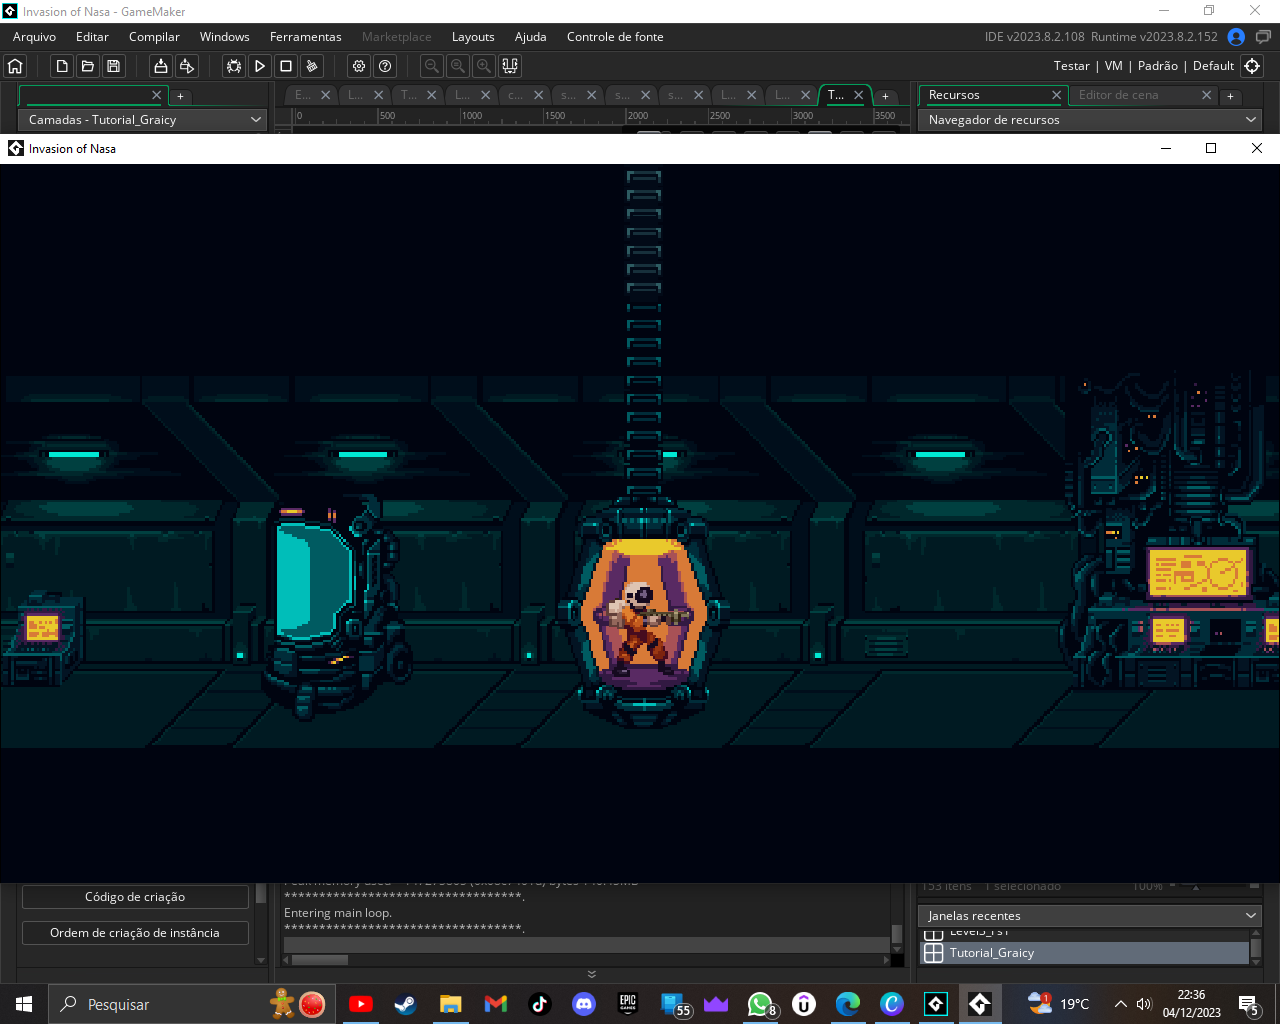 Invasion of Nasa - GameMaker
Arquivo Editar Compilar Windows Ferramentas Marketplace Layouts Ajuda Controle de fonte
IDE v2023.8.2.108 Runtime v2023.8.2.152
Testar | VM | Padrão | Default
E... L... T... L... c... s... s... s... L... L... T... +
Recursos
Editor de cena
+
+
Camadas - Tutorial_Graicy
0 500 1000 1500 2000 2500 3000 3500
Navegador de recursos
Invasion of Nasa
153 itens 1 selecionado 100%
Código de criação
**********************************.
Entering main loop.
**********************************.
Ordem de criação de instância
Janelas recentes
Tutorial_Graicy
Pesquisar
EPIC
GAMES
55
8
1
19°C
22:36
04/12/2023
5